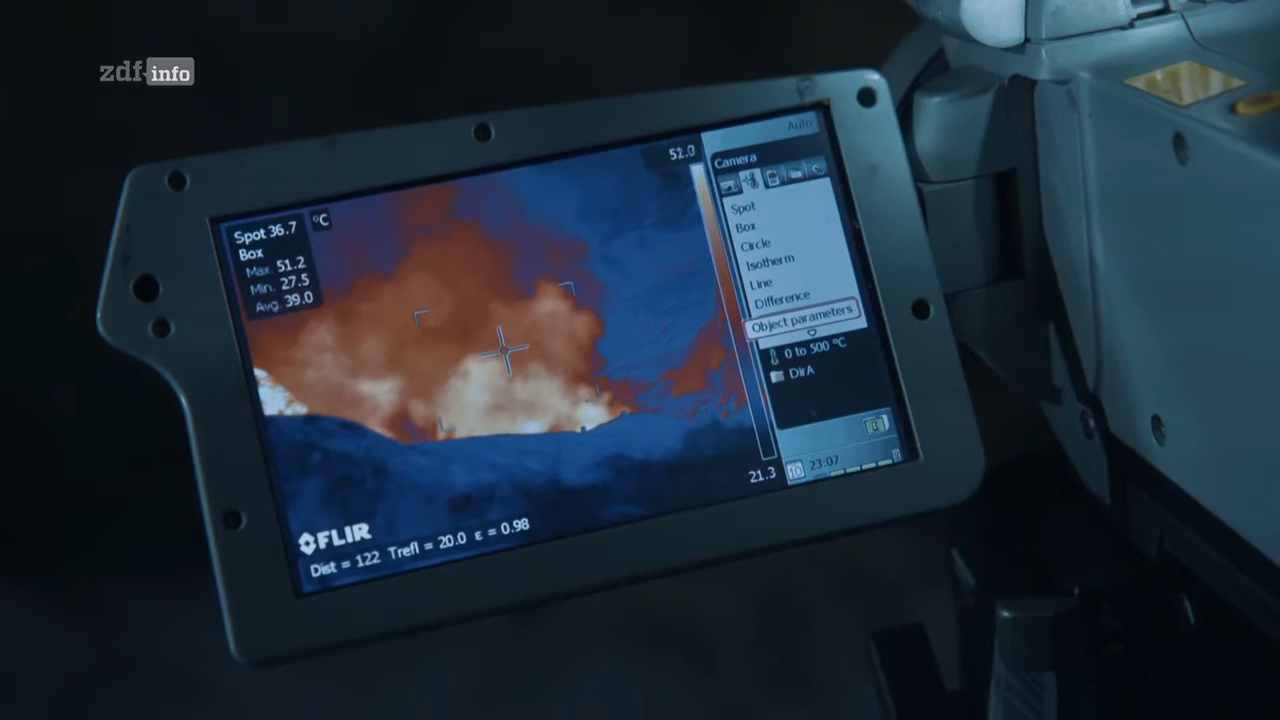 zdf info
Auto
52.0
Camera
°C
Spot 36.7
Box
Max. 51.2
Min. 27.5
Avg. 39.0
Spot
Box
Circle
Isotherm
Line
Difference
Object parameters
0 to 500 °C
DirA
21.3
10 23:07
FLIR
Dist = 122 Trefl = 20.0 ε = 0.98